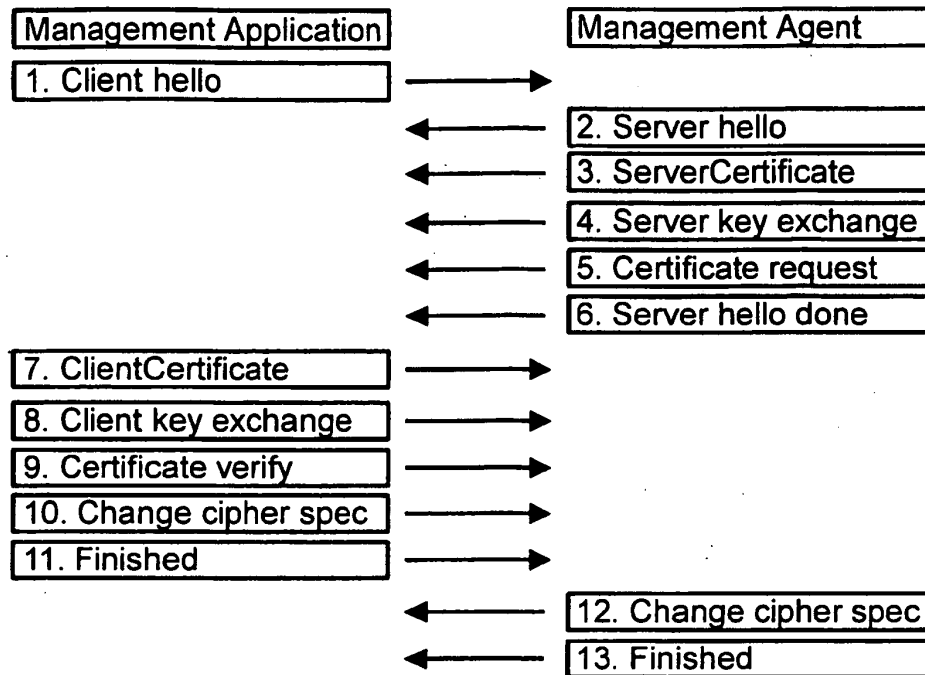 Management Application
Management Agent
1. Client hello
2. Server hello
3. ServerCertificate
4. Server key exchange
5. Certificate request
6. Server hello done
7. ClientCertificate
8. Client key exchange
9. Certificate verify
10. Change cipher spec
11. Finished
12. Change cipher spec
13. Finished